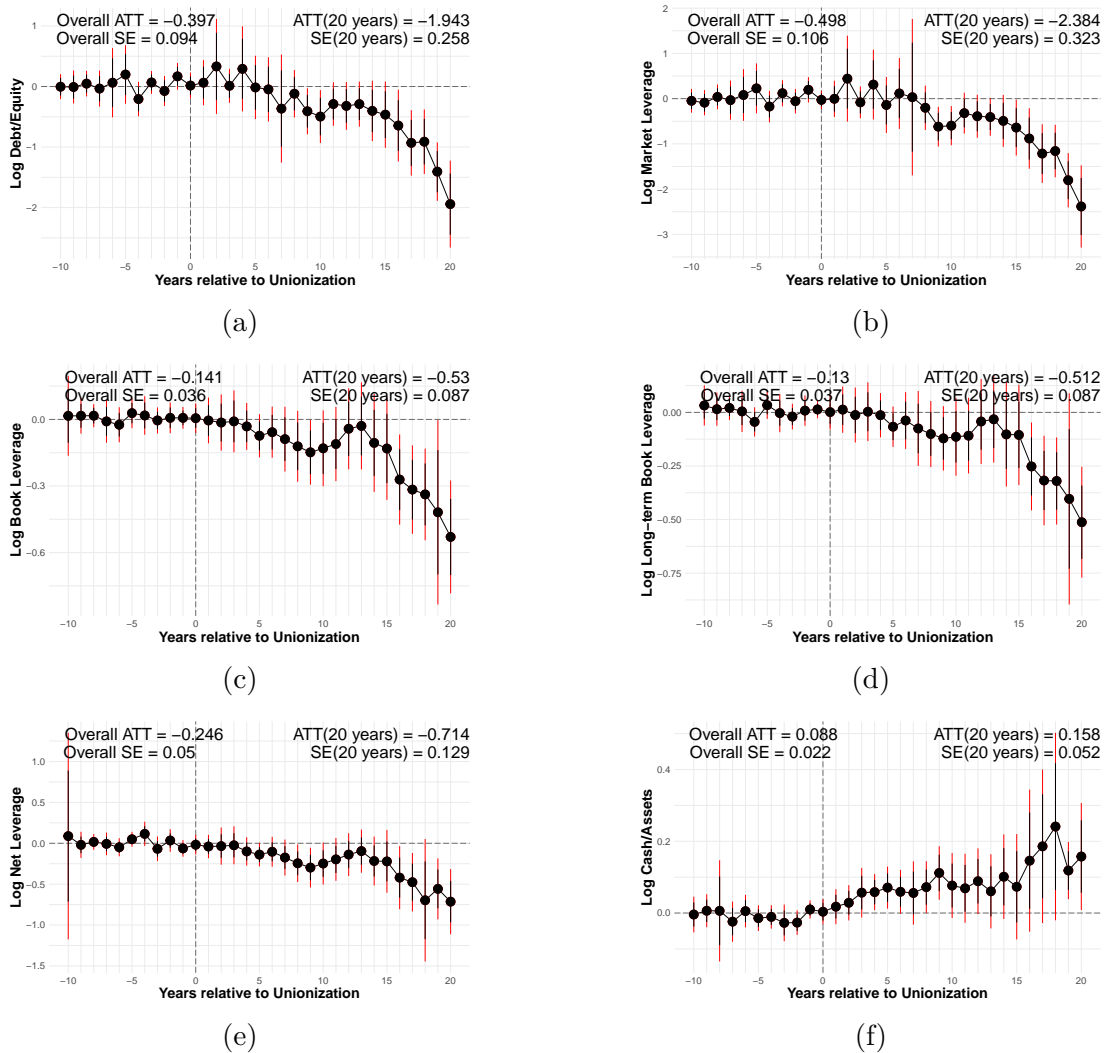 Overall ATT = −0.397 ATT(20 years) = −1.943
Overall SE = 0.094 SE(20 years) = 0.258
Log Debt/Equity
1
0
−1
−2
−10 −5 0 5 10 15 20
Years relative to Unionization
(a)
Overall ATT = −0.498 ATT(20 years) = −2.384
Overall SE = 0.106 SE(20 years) = 0.323
Log Market Leverage
2
1
0
−1
−2
−3
−10 −5 0 5 10 15 20
Years relative to Unionization
(b)
Overall ATT = −0.141 ATT(20 years) = −0.53
Overall SE = 0.036 SE(20 years) = 0.087
Log Book Leverage
0.0
−0.3
−0.6
−10 −5 0 5 10 15 20
Years relative to Unionization
(c)
Overall ATT = −0.13 ATT(20 years) = −0.512
Overall SE = 0.037 SE(20 years) = 0.087
Log Long−term Book Leverage
0.00
−0.25
−0.50
−0.75
−10 −5 0 5 10 15 20
Years relative to Unionization
(d)
Overall ATT = −0.246 ATT(20 years) = −0.714
Overall SE = 0.05 SE(20 years) = 0.129
Log Net Leverage
1.0
0.5
0.0
−0.5
−1.0
−1.5
−10 −5 0 5 10 15 20
Years relative to Unionization
(e)
Overall ATT = 0.088 ATT(20 years) = 0.158
Overall SE = 0.022 SE(20 years) = 0.052
Log Cash/Assets
0.4
0.2
0.0
−10 −5 0 5 10 15 20
Years relative to Unionization
(f)